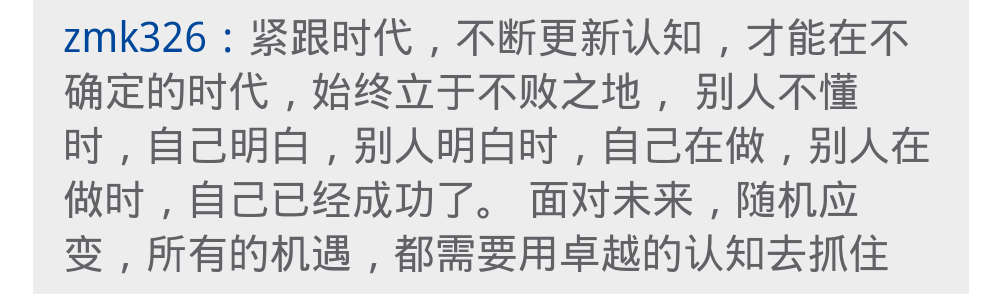 zmk326：紧跟时代，不断更新认知，才能在不
确定的时代，始终立于不败之地， 别人不懂
时，自己明白，别人明白时，自己在做，别人在
做时，自己已经成功了。 面对未来，随机应
变，所有的机遇，都需要用卓越的认知去抓住